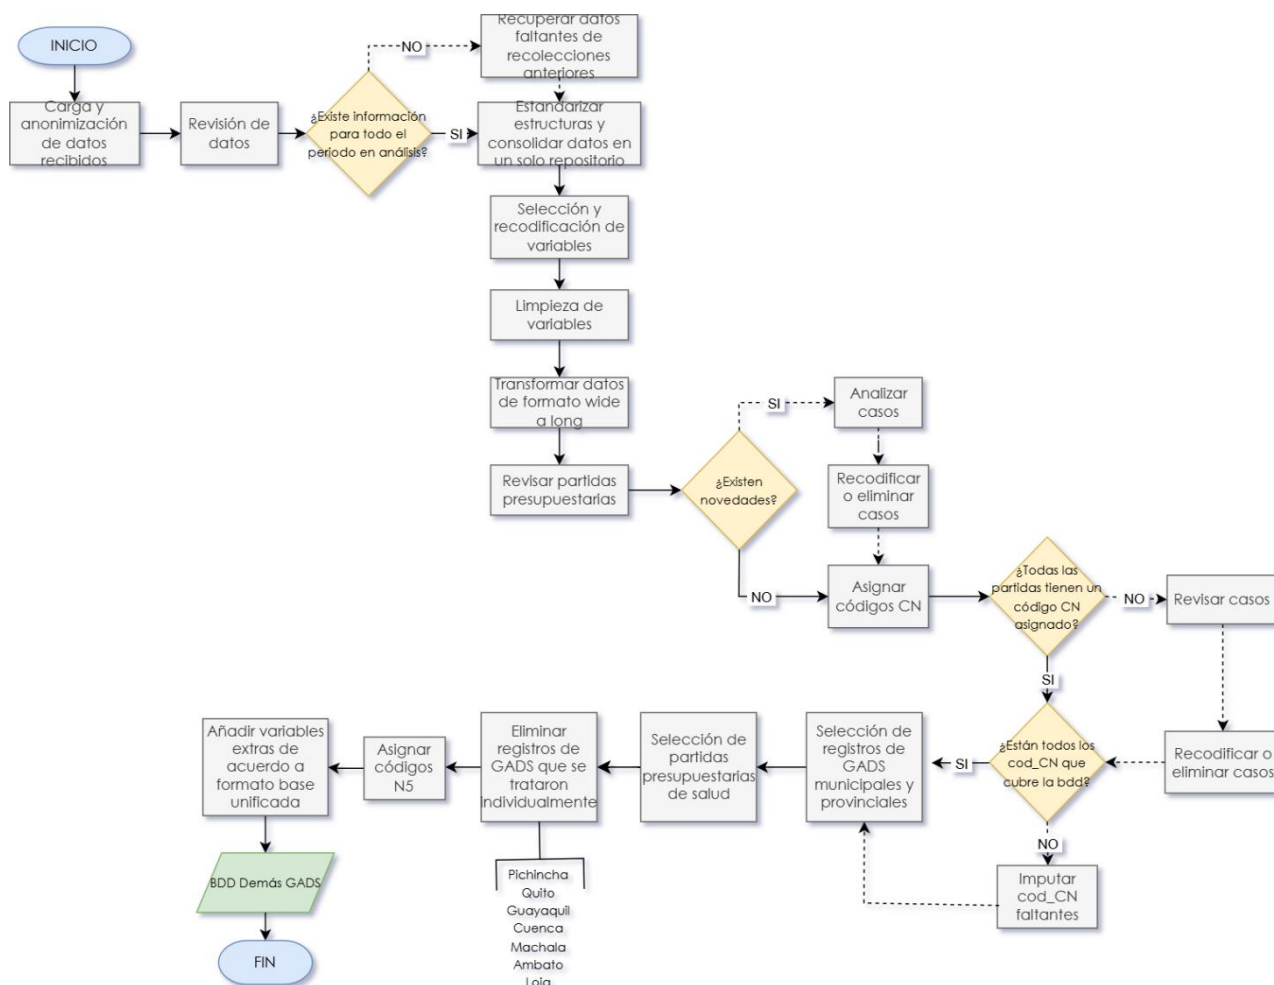 INICIO
Carga y
anonimización
de datos
recibidos
Revisión de
datos
¿Existe información
para todo el
periodo en análisis?
NO
Recuperar datos
faltantes de
recolecciones
anteriores
SI
Estandarizar
estructuras y
consolidar datos en
un solo repositorio
Selección y
recodificación de
variables
Limpieza de
variables
Transformar datos
de formato wide
a long
Revisar partidas
presupuestarias
¿Existen
novedades?
SI
Analizar
casos
Recodificar
o eliminar
casos
NO
Asignar
códigos CN
¿Todas las
partidas tienen un
código CN
asignado?
NO
Revisar casos
Recodificar o
eliminar casos
SI
¿Están todos los
cod_CN que
cubre la bdd?
NO
Imputar
cod_CN
faltantes
SI
Selección de
registros de
GADS
municipales y
provinciales
Selección de
partidas
presupuestarias
de salud
Eliminar
registros de
GADS que se
trataron
individualmente
Pichincha
Quito
Guayaquil
Cuenca
Machala
Ambato
Loja
Asignar
códigos
N5
Añadir variables
extras de
acuerdo a
formato base
unificada
BDD Demás GADS
FIN